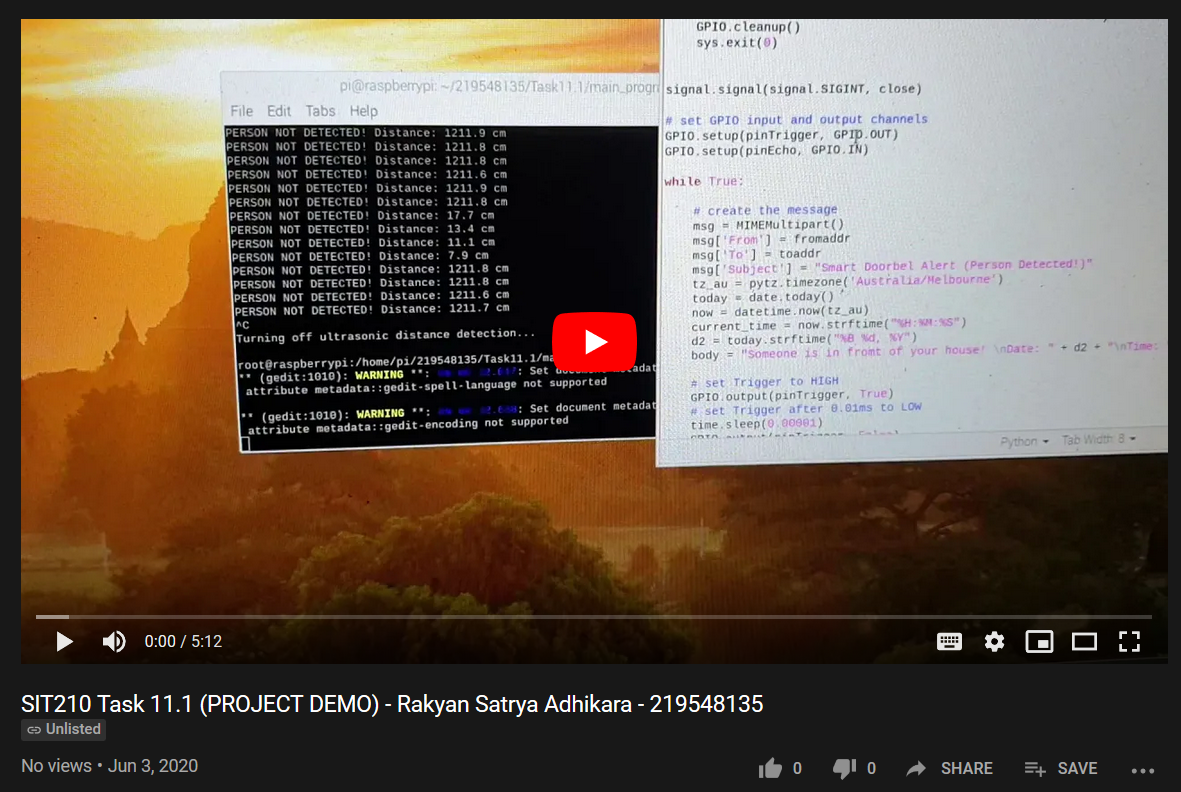 pi@raspberrypi: ~/219548135/Task11.1/main_progr
File Edit Tabs Help
PERSON NOT DETECTED! Distance: 1211.9 cm
PERSON NOT DETECTED! Distance: 1211.8 cm
PERSON NOT DETECTED! Distance: 1211.8 cm
PERSON NOT DETECTED! Distance: 1211.6 cm
PERSON NOT DETECTED! Distance: 1211.9 cm
PERSON NOT DETECTED! Distance: 1211.8 cm
PERSON NOT DETECTED! Distance: 17.7 cm
PERSON NOT DETECTED! Distance: 13.4 cm
PERSON NOT DETECTED! Distance: 11.1 cm
PERSON NOT DETECTED! Distance: 7.9 cm
PERSON NOT DETECTED! Distance: 1211.8 cm
PERSON NOT DETECTED! Distance: 1211.8 cm
PERSON NOT DETECTED! Distance: 1211.6 cm
PERSON NOT DETECTED! Distance: 1211.7 cm
^C
Turning off ultrasonic distance detection...
root@raspberrypi:/home/pi/219548135/Task11.1/ma
** (gedit:1010): WARNING **: Set document metadat
attribute metadata::gedit-spell-language not supported
** (gedit:1010): WARNING **: Set document metadat
attribute metadata::gedit-encoding not supported
GPIO.cleanup()
sys.exit(0)
signal.signal(signal.SIGINT, close)
# set GPIO input and output channels
GPIO.setup(pinTrigger, GPIO.OUT)
GPIO.setup(pinEcho, GPIO.IN)
while True:
# create the message
msg = MIMEMultipart()
msg['From'] = fromaddr
msg['To'] = toaddr
msg['Subject'] = "Smart Doorbel Alert (Person Detected!)"
tz_au = pytz.timezone('Australia/Melbourne')
today = date.today()
now = datetime.now(tz_au)
current_time = now.strftime("%H:%M:%S")
d2 = today.strftime("%B %d, %Y")
body = "Someone is in fromt of your house! \nDate: " + d2 + "\nTime:
# set Trigger to HIGH
GPIO.output(pinTrigger, True)
# set Trigger after 0.01ms to LOW
time.sleep(0.00001)
GPIO.output(pinTrigger, False)
Python Tab Width: 8
0:00 / 5:12
SIT210 Task 11.1 (PROJECT DEMO) - Rakyan Satrya Adhikara - 219548135
Unlisted
No views • Jun 3, 2020
0 0 SHARE SAVE